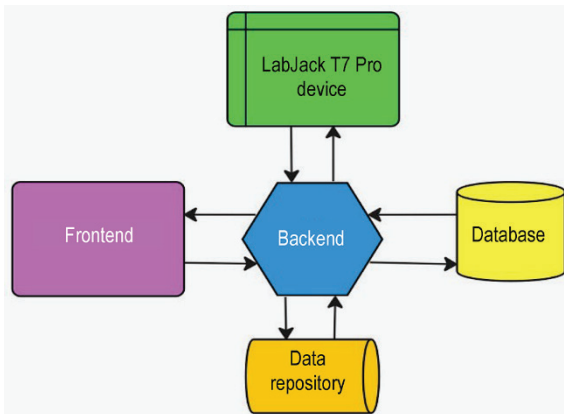 LabJack T7 Pro
device
Frontend
Backend
Database
Data
repository